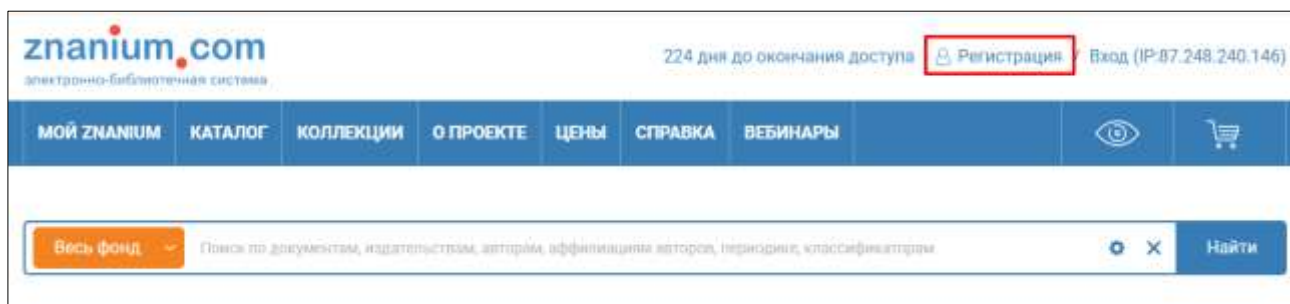 znanium.com
электронно-библиотечная система
224 дня до окончания доступа Регистрация / Вход (IP:87.248.240.146)
МОЙ ZNANIUM КАТАЛОГ КОЛЛЕКЦИИ О ПРОЕКТЕ ЦЕНЫ СПРАВКА ВЕБИНАРЫ
Весь фонд Поиск по документам, издательствам, авторам, аффилиациям авторов, периодике, классификаторам Найти